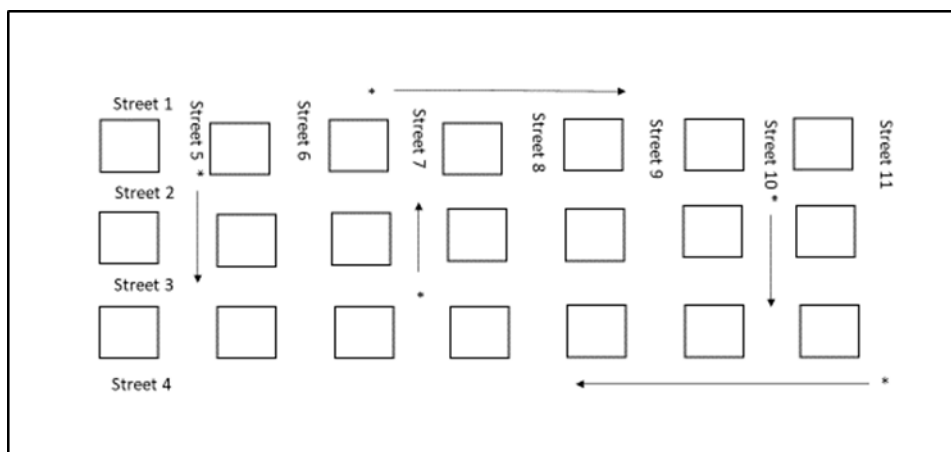 Street 1
Street 5 *
Street 6
+
Street 7
Street 8
Street 9
Street 10 *
Street 11
Street 2
Street 3
*
Street 4
*